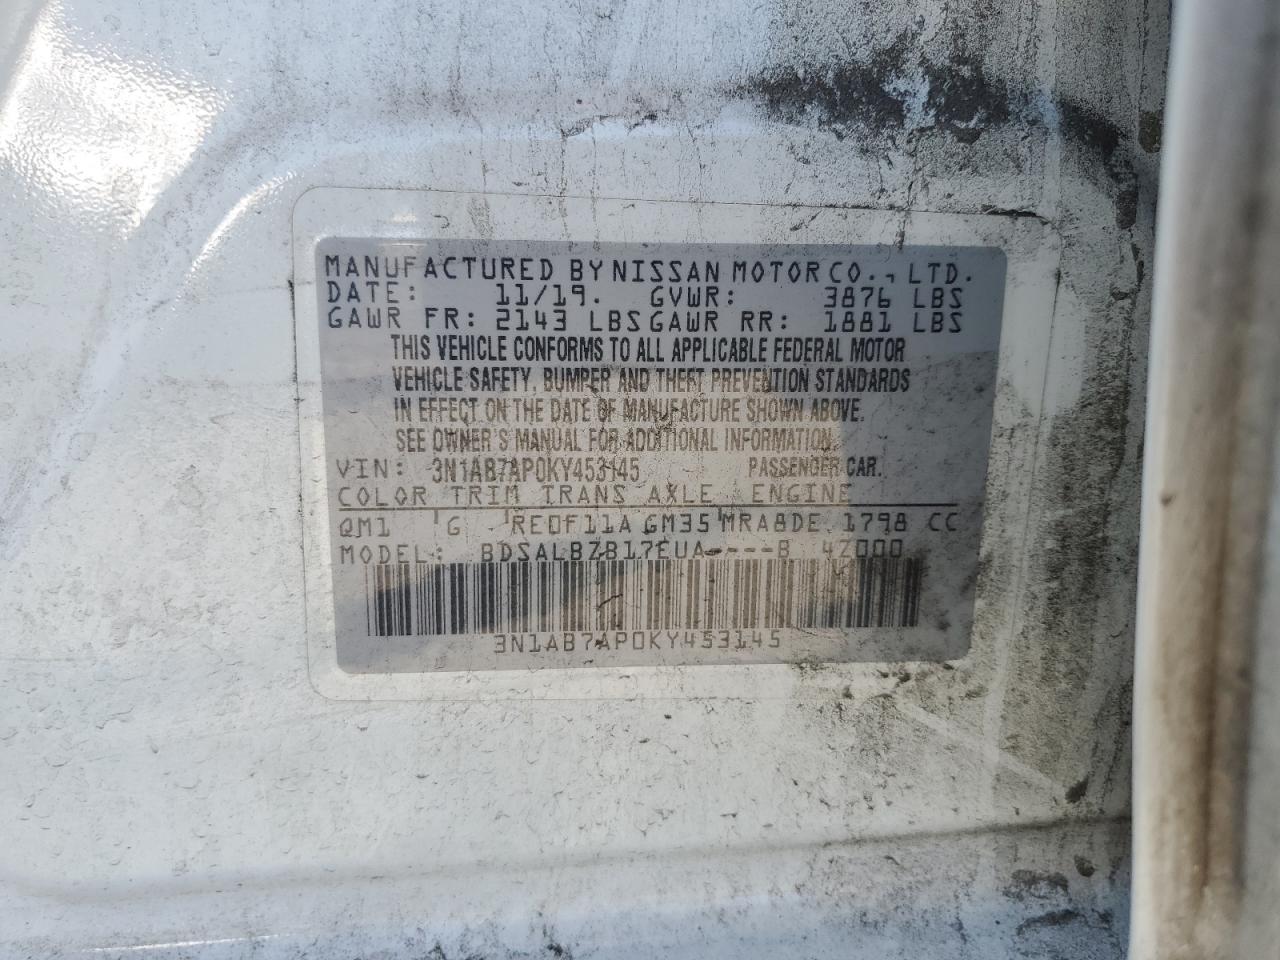 MANUFACTURED BY NISSAN MOTOR CO., LTD.
DATE: 11/19. GVWR: 3876 LBS
GAWR FR: 2143 LBS GAWR RR: 1881 LBS
THIS VEHICLE CONFORMS TO ALL APPLICABLE FEDERAL MOTOR
VEHICLE SAFETY, BUMPER AND THEFT PREVENTION STANDARDS
IN EFFECT ON THE DATE OF MANUFACTURE SHOWN ABOVE.
SEE OWNER'S MANUAL FOR ADDITIONAL INFORMATION.
VIN: 3N1AB7AP0KY453145 PASSENGER CAR.
COLOR TRIM TRANS AXLE ENGINE
QM1 G RE0F11A GM35 MRA8DE 1798 CC
MODEL: BDSALBZB17EUA----B 4Z000
3N1AB7AP0KY453145